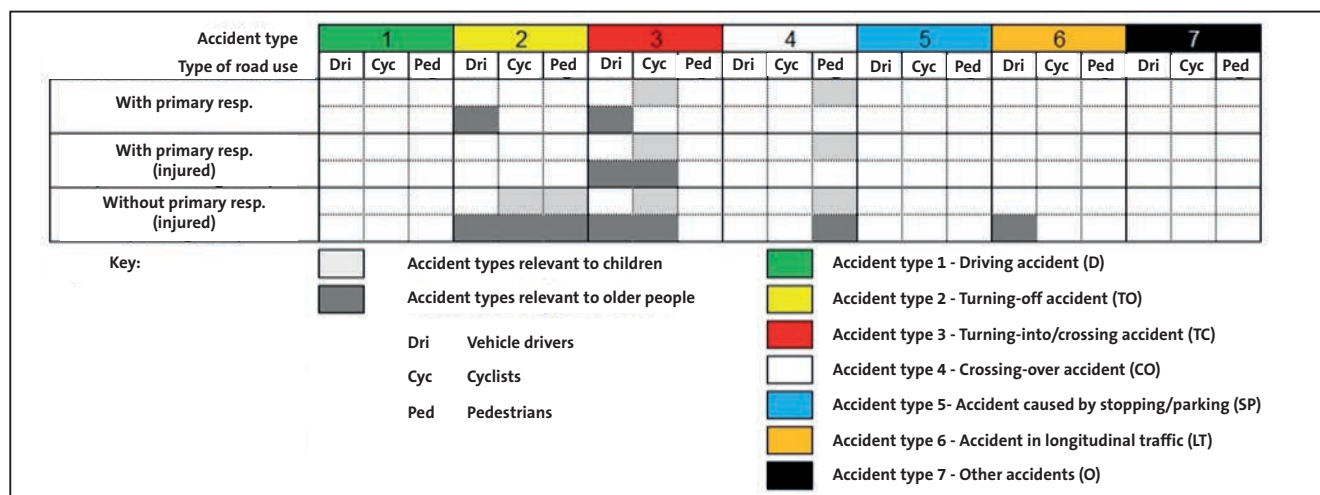 Accident type 1 2 3 4 5 6 7
Type of road use Dri Cyc Ped Dri Cyc Ped Dri Cyc Ped Dri Cyc Ped Dri Cyc Ped Dri Cyc Ped Dri Cyc Ped
With primary resp.
With primary resp.
(injured)
Without primary resp.
(injured)
Key:
Accident types relevant to children
Accident types relevant to older people
Dri Vehicle drivers
Cyc Cyclists
Ped Pedestrians
Accident type 1 - Driving accident (D)
Accident type 2 - Turning-off accident (TO)
Accident type 3 - Turning-into/crossing accident (TC)
Accident type 4 - Crossing-over accident (CO)
Accident type 5- Accident caused by stopping/parking (SP)
Accident type 6 - Accident in longitudinal traffic (LT)
Accident type 7 - Other accidents (O)